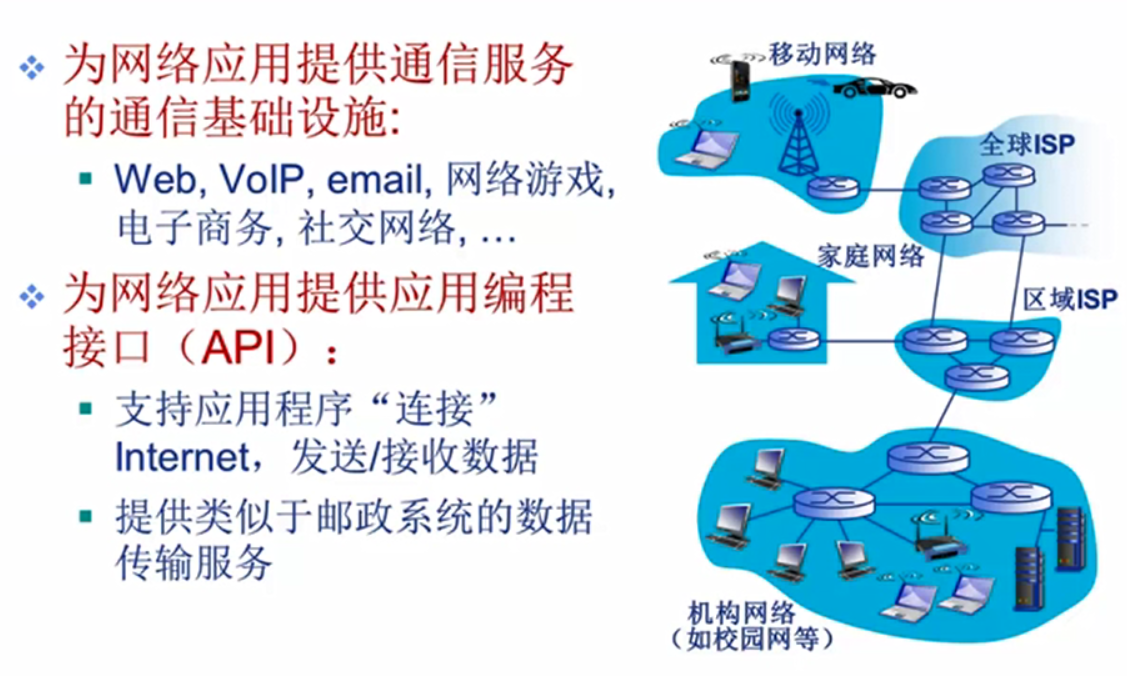 为网络应用提供通信服务
的通信基础设施:
Web, VoIP, email, 网络游戏,
电子商务, 社交网络, …
为网络应用提供应用编程
接口（API）：
支持应用程序“连接”
Internet，发送/接收数据
提供类似于邮政系统的数据
传输服务
移动网络
全球ISP
家庭网络
区域ISP
机构网络
（如校园网等）